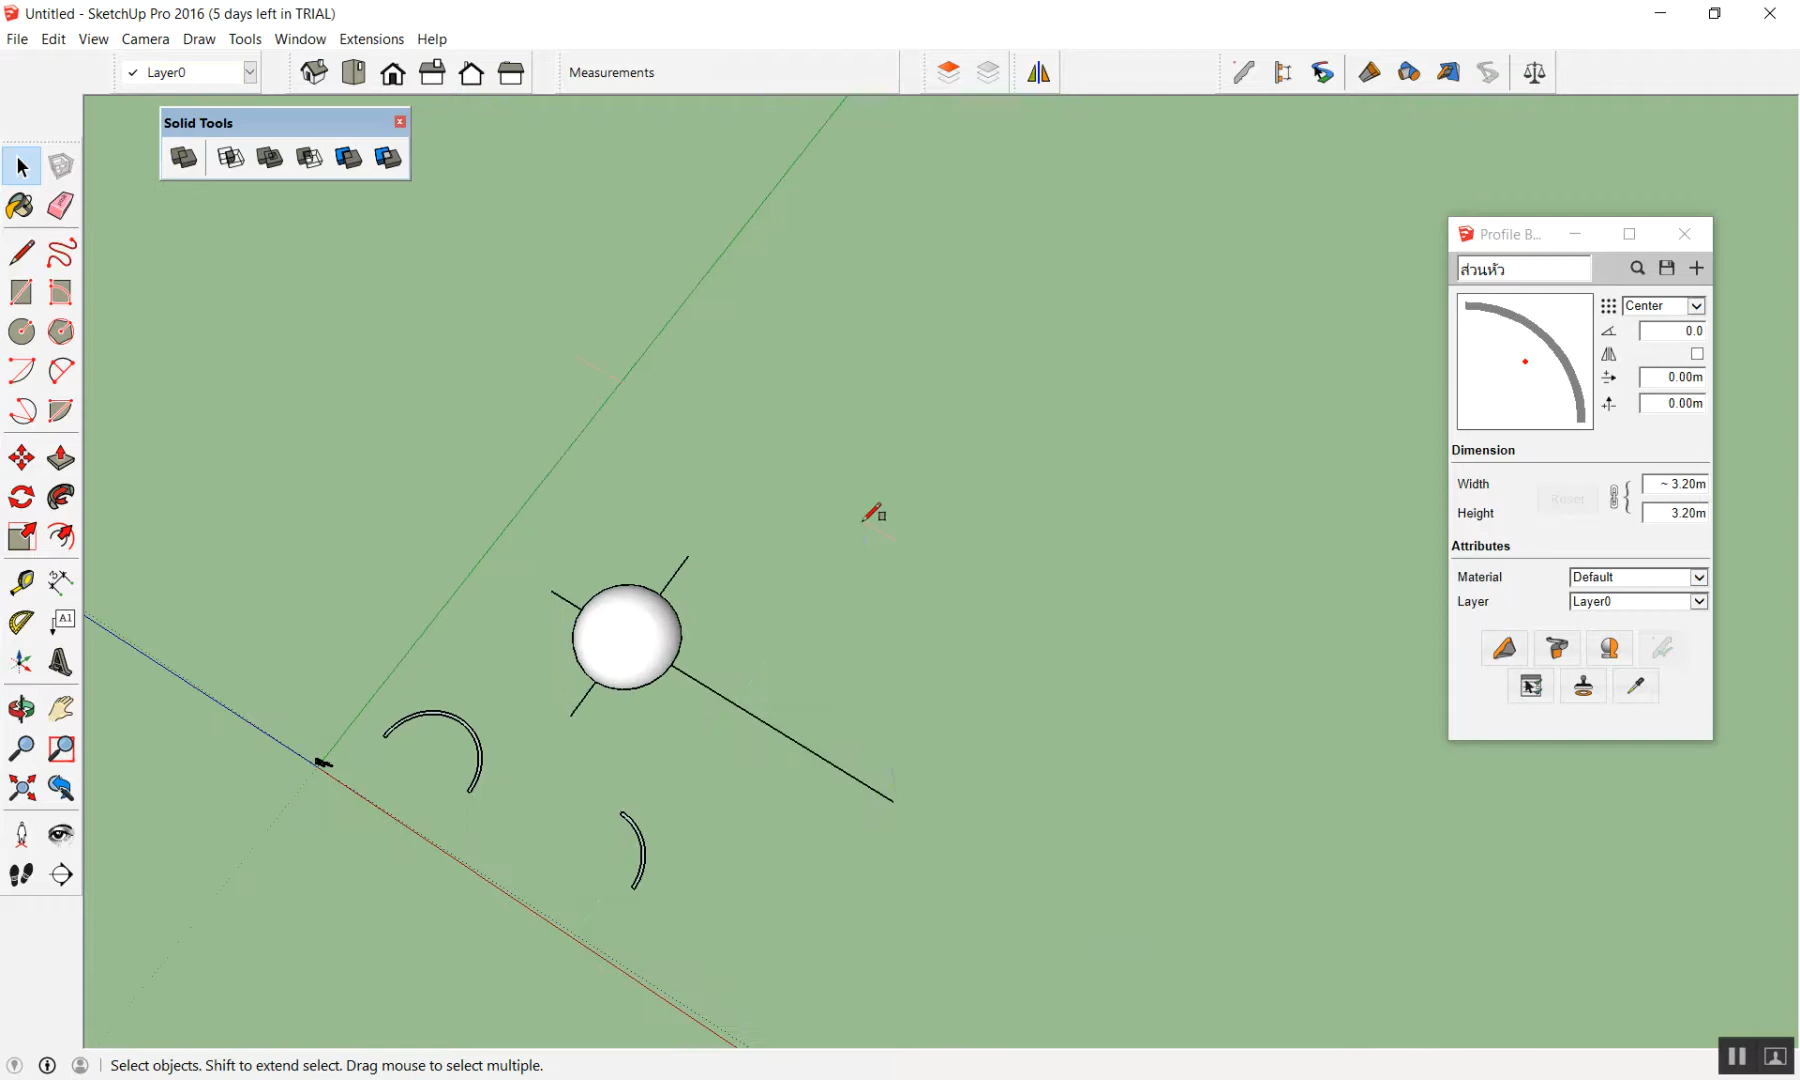 Untitled - SketchUp Pro 2016 (5 days left in TRIAL)
File Edit View Camera Draw Tools Window Extensions Help
Layer0
Measurements
Solid Tools
Profile B...
ส่วนหัว
Center
0.0
0.00m
0.00m
Dimension
Width ~ 3.20m
Reset
Height 3.20m
Attributes
Material Default
Layer Layer0
A1
Select objects. Shift to extend select. Drag mouse to select multiple.